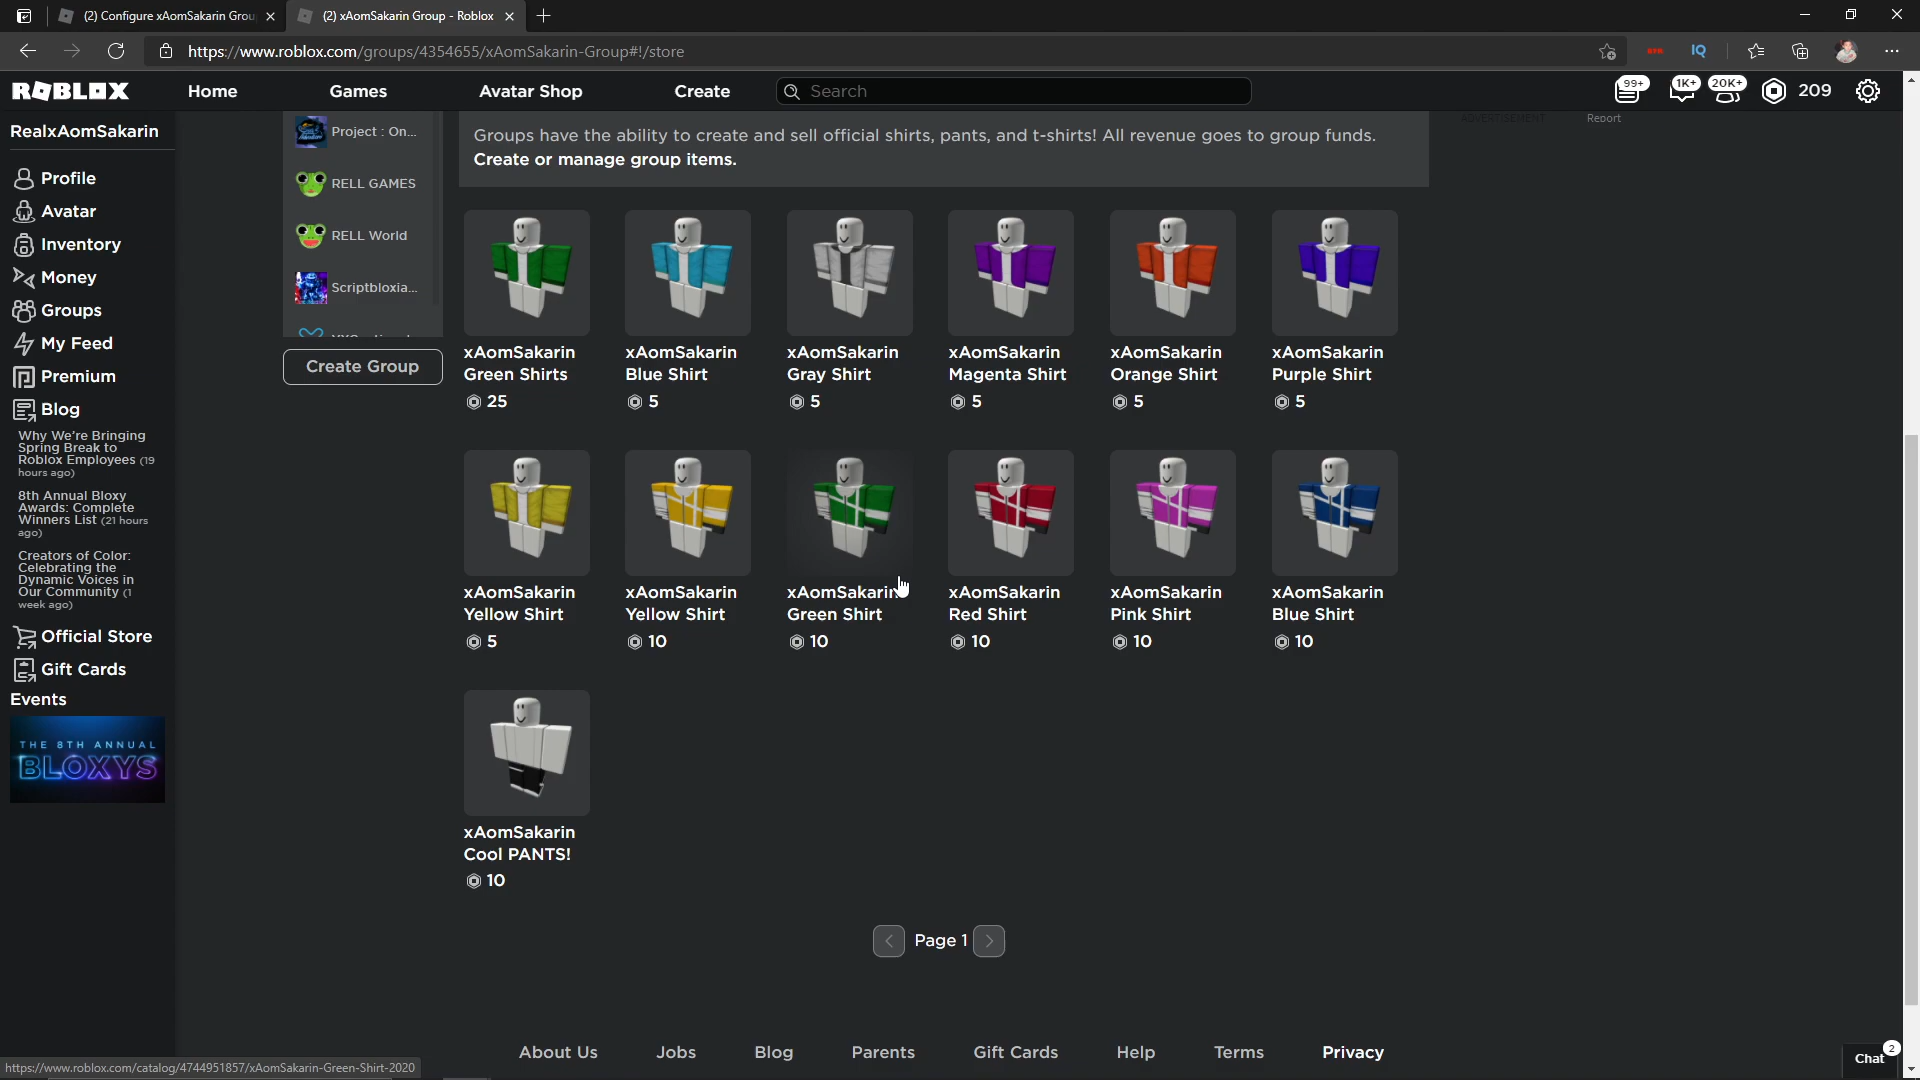 (2) Configure xAomSakarin Grou
(2) xAomSakarin Group - Roblox
https://www.roblox.com/groups/4354655/xAomSakarin-Group#!/store
IQ
ROBLOX
Home
Games
Avatar Shop
Create
Search
99+
1K+
20K+
209
RealxAomSakarin
Profile
Avatar
Inventory
Money
Groups
My Feed
Premium
Blog
Why We're Bringing
Spring Break to
Roblox Employees (19
hours ago)
8th Annual Bloxy
Awards: Complete
Winners List (21 hours
ago)
Creators of Color:
Celebrating the
Dynamic Voices in
Our Community (1
week ago)
Official Store
Gift Cards
Events
THE 8TH ANNUAL
BLOXYS
Project : On...
RELL GAMES
RELL World
Scriptbloxia...
Create Group
Groups have the ability to create and sell official shirts, pants, and t-shirts! All revenue goes to group funds.
Create or manage group items.
ADVERTISEMENT
Report
xAomSakarin
Green Shirts
25
xAomSakarin
Blue Shirt
5
xAomSakarin
Gray Shirt
5
xAomSakarin
Magenta Shirt
5
xAomSakarin
Orange Shirt
5
xAomSakarin
Purple Shirt
5
xAomSakarin
Yellow Shirt
5
xAomSakarin
Yellow Shirt
10
xAomSakarin
Green Shirt
10
xAomSakarin
Red Shirt
10
xAomSakarin
Pink Shirt
10
xAomSakarin
Blue Shirt
10
xAomSakarin
Cool PANTS!
10
Page 1
About Us
Jobs
Blog
Parents
Gift Cards
Help
Terms
Privacy
Chat
2
https://www.roblox.com/catalog/4744951857/xAomSakarin-Green-Shirt-2020